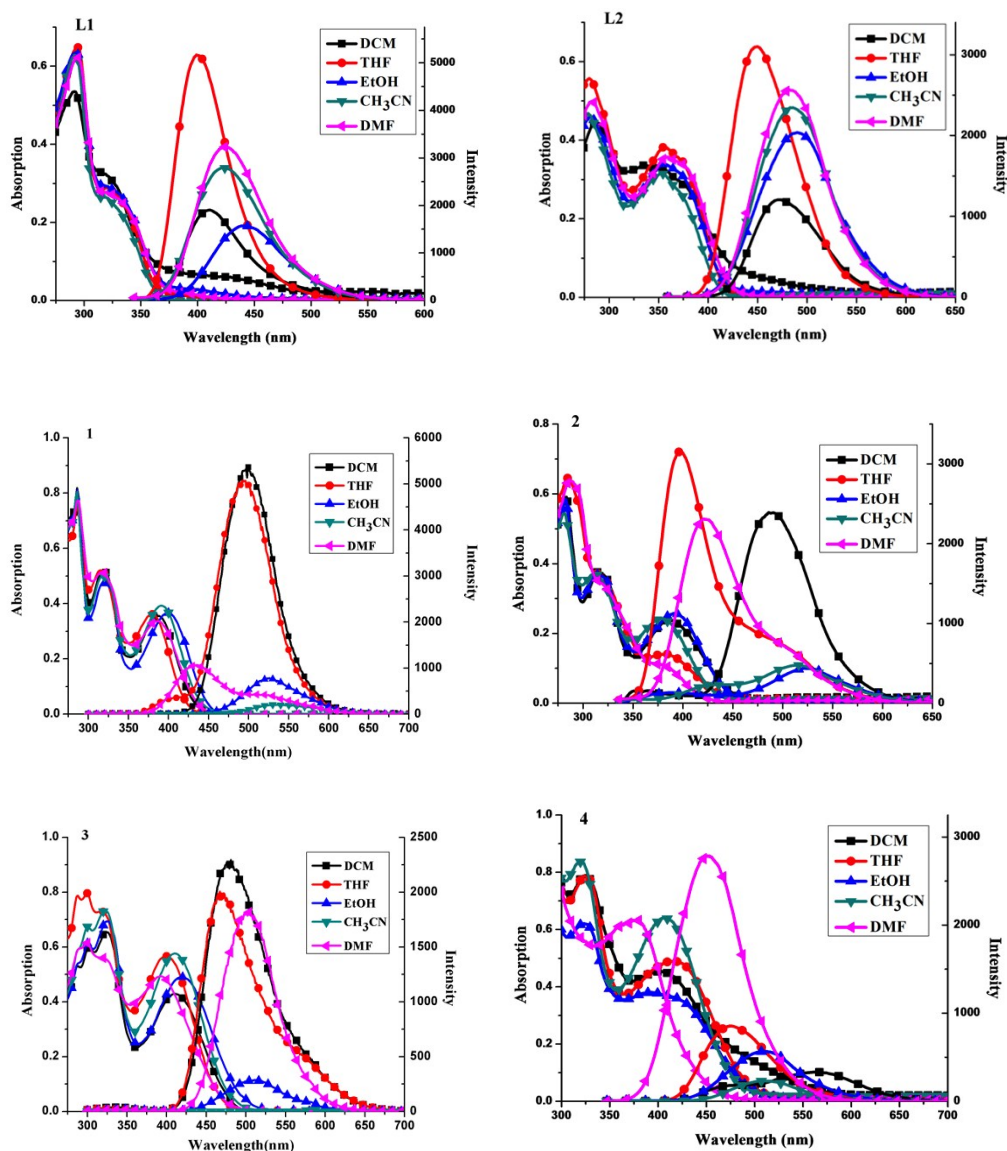 L1
DCM
THF
EtOH
CH3CN
DMF
Absorption
0.6
0.4
0.2
0.0
5000
4000
3000
2000
1000
0
Intensity
300 350 400 450 500 550 600
Wavelength (nm)
L2
DCM
THF
EtOH
CH3CN
DMF
Absorption
0.6
0.4
0.2
0.0
3000
2000
1000
0
Intensity
300 350 400 450 500 550 600 650
Wavelength (nm)
1
DCM
THF
EtOH
CH3CN
DMF
Absorption
1.0
0.8
0.6
0.4
0.2
0.0
6000
5000
4000
3000
2000
1000
0
Intensity
300 350 400 450 500 550 600 650 700
Wavelength(nm)
2
DCM
THF
EtOH
CH3CN
DMF
Absorption
0.8
0.6
0.4
0.2
0.0
3000
2000
1000
0
Intensity
300 350 400 450 500 550 600 650
Wavelength (nm)
3
DCM
THF
EtOH
CH3CN
DMF
Absorption
1.0
0.8
0.6
0.4
0.2
0.0
2500
2000
1500
1000
500
0
Intensity
300 350 400 450 500 550 600 650 700
Wavelength(nm)
4
DCM
THF
EtOH
CH3CN
DMF
Absorption
1.0
0.8
0.6
0.4
0.2
0.0
3000
2000
1000
0
Intensity
300 350 400 450 500 550 600 650 700
Wavelength (nm)